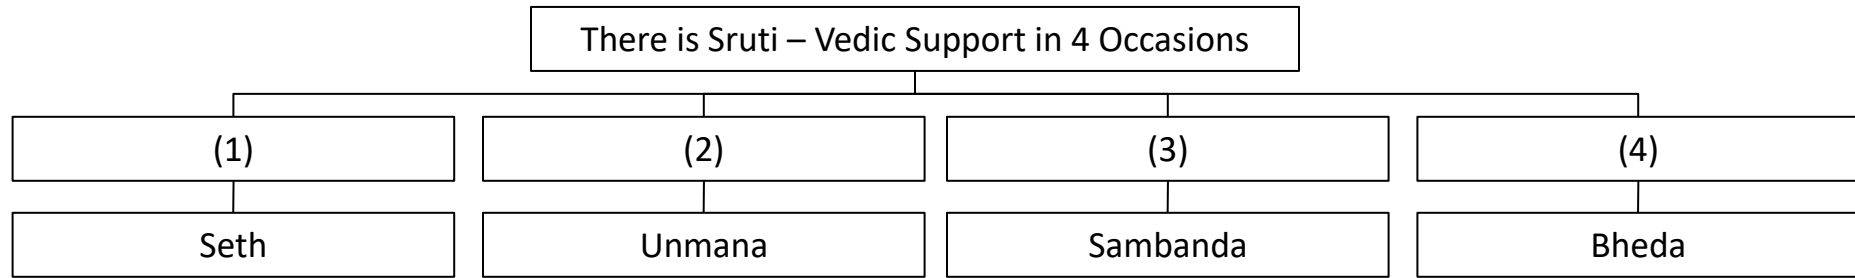 There is Sruti – Vedic Support in 4 Occasions
(1)
(2)
(3)
(4)
Seth
Unmana
Sambanda
Bheda